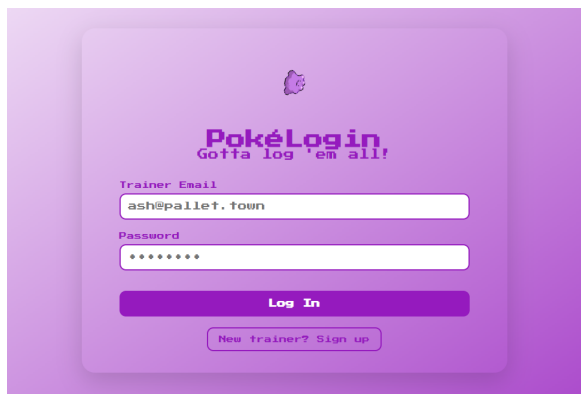 PokéLogin
Gotta log 'em all!
Trainer Email
ash@pallet.town
Password
••••••••
Log In
New trainer? Sign up